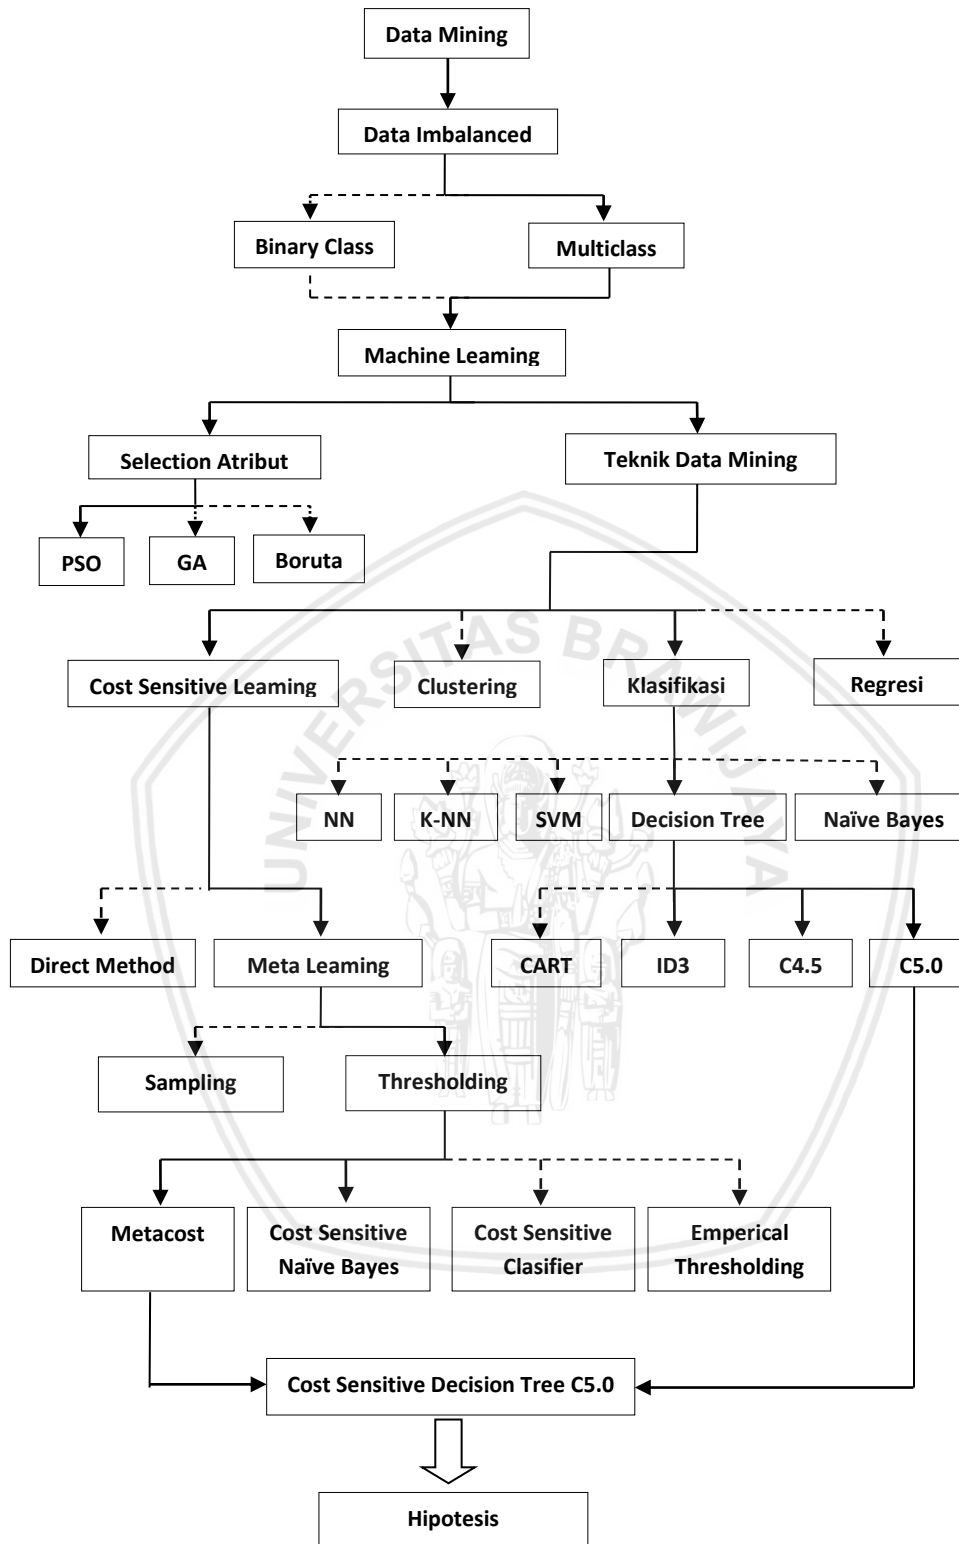 Data Mining
Data Imbalanced
Binary Class
Multiclass
Machine Leaming
Selection Atribut
Teknik Data Mining
PSO
GA
Boruta
UNIVERSITAS BRAWIJAYA
Cost Sensitive Leaming
Clustering
Klasifikasi
Regresi
NN
K-NN
SVM
Decision Tree
Naïve Bayes
Direct Method
Meta Leaming
CART
ID3
C4.5
C5.0
Sampling
Thresholding
Metacost
Cost Sensitive
Naïve Bayes
Cost Sensitive
Clasifier
Emperical
Thresholding
Cost Sensitive Decision Tree C5.0
Hipotesis